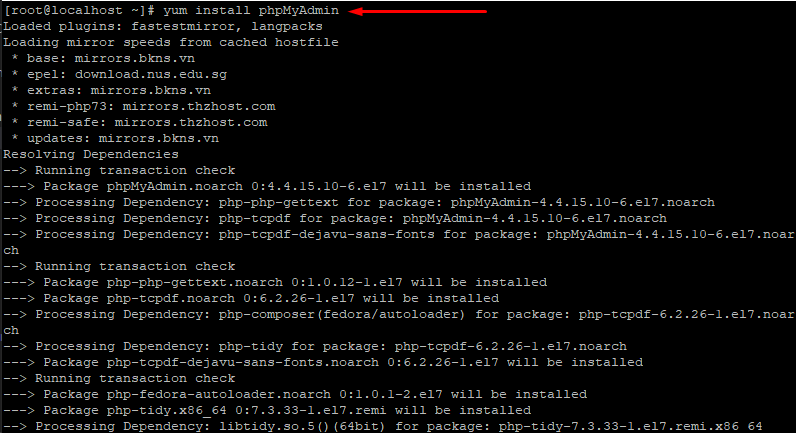 [root@localhost ~]# yum install phpMyAdmin
Loaded plugins: fastestmirror, langpacks
Loading mirror speeds from cached hostfile
 * base: mirrors.bkns.vn
 * epel: download.nus.edu.sg
 * extras: mirrors.bkns.vn
 * remi-php73: mirrors.thzhost.com
 * remi-safe: mirrors.thzhost.com
 * updates: mirrors.bkns.vn
Resolving Dependencies
--> Running transaction check
---> Package phpMyAdmin.noarch 0:4.4.15.10-6.el7 will be installed
--> Processing Dependency: php-php-gettext for package: phpMyAdmin-4.4.15.10-6.el7.noarch
--> Processing Dependency: php-tcpdf for package: phpMyAdmin-4.4.15.10-6.el7.noarch
--> Processing Dependency: php-tcpdf-dejavu-sans-fonts for package: phpMyAdmin-4.4.15.10-6.el7.noar
ch
--> Running transaction check
---> Package php-php-gettext.noarch 0:1.0.12-1.el7 will be installed
---> Package php-tcpdf.noarch 0:6.2.26-1.el7 will be installed
--> Processing Dependency: php-composer(fedora/autoloader) for package: php-tcpdf-6.2.26-1.el7.noar
ch
--> Processing Dependency: php-tidy for package: php-tcpdf-6.2.26-1.el7.noarch
---> Package php-tcpdf-dejavu-sans-fonts.noarch 0:6.2.26-1.el7 will be installed
--> Running transaction check
---> Package php-fedora-autoloader.noarch 0:1.0.1-2.el7 will be installed
---> Package php-tidy.x86_64 0:7.3.33-1.el7.remi will be installed
--> Processing Dependency: libtidy.so.5()(64bit) for package: php-tidy-7.3.33-1.el7.remi.x86_64